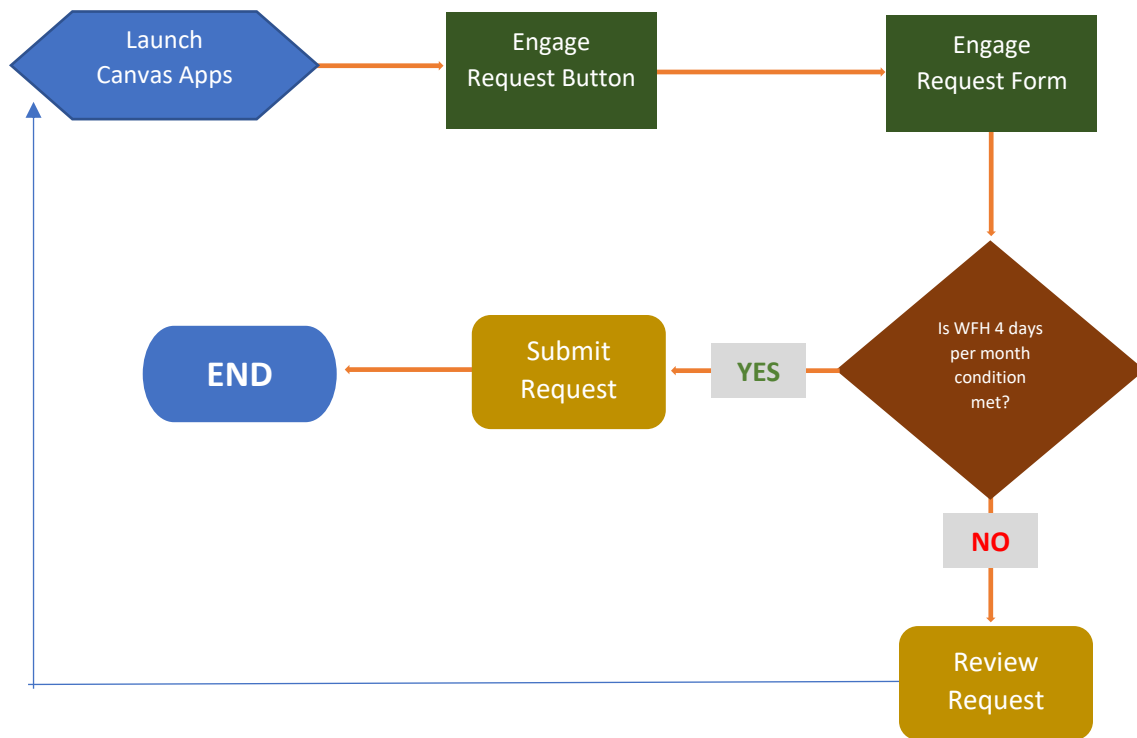 Launch
Canvas Apps
Engage
Request Button
Engage
Request Form
Is WFH 4 days
per month
condition
met?
YES
Submit
Request
END
NO
Review
Request